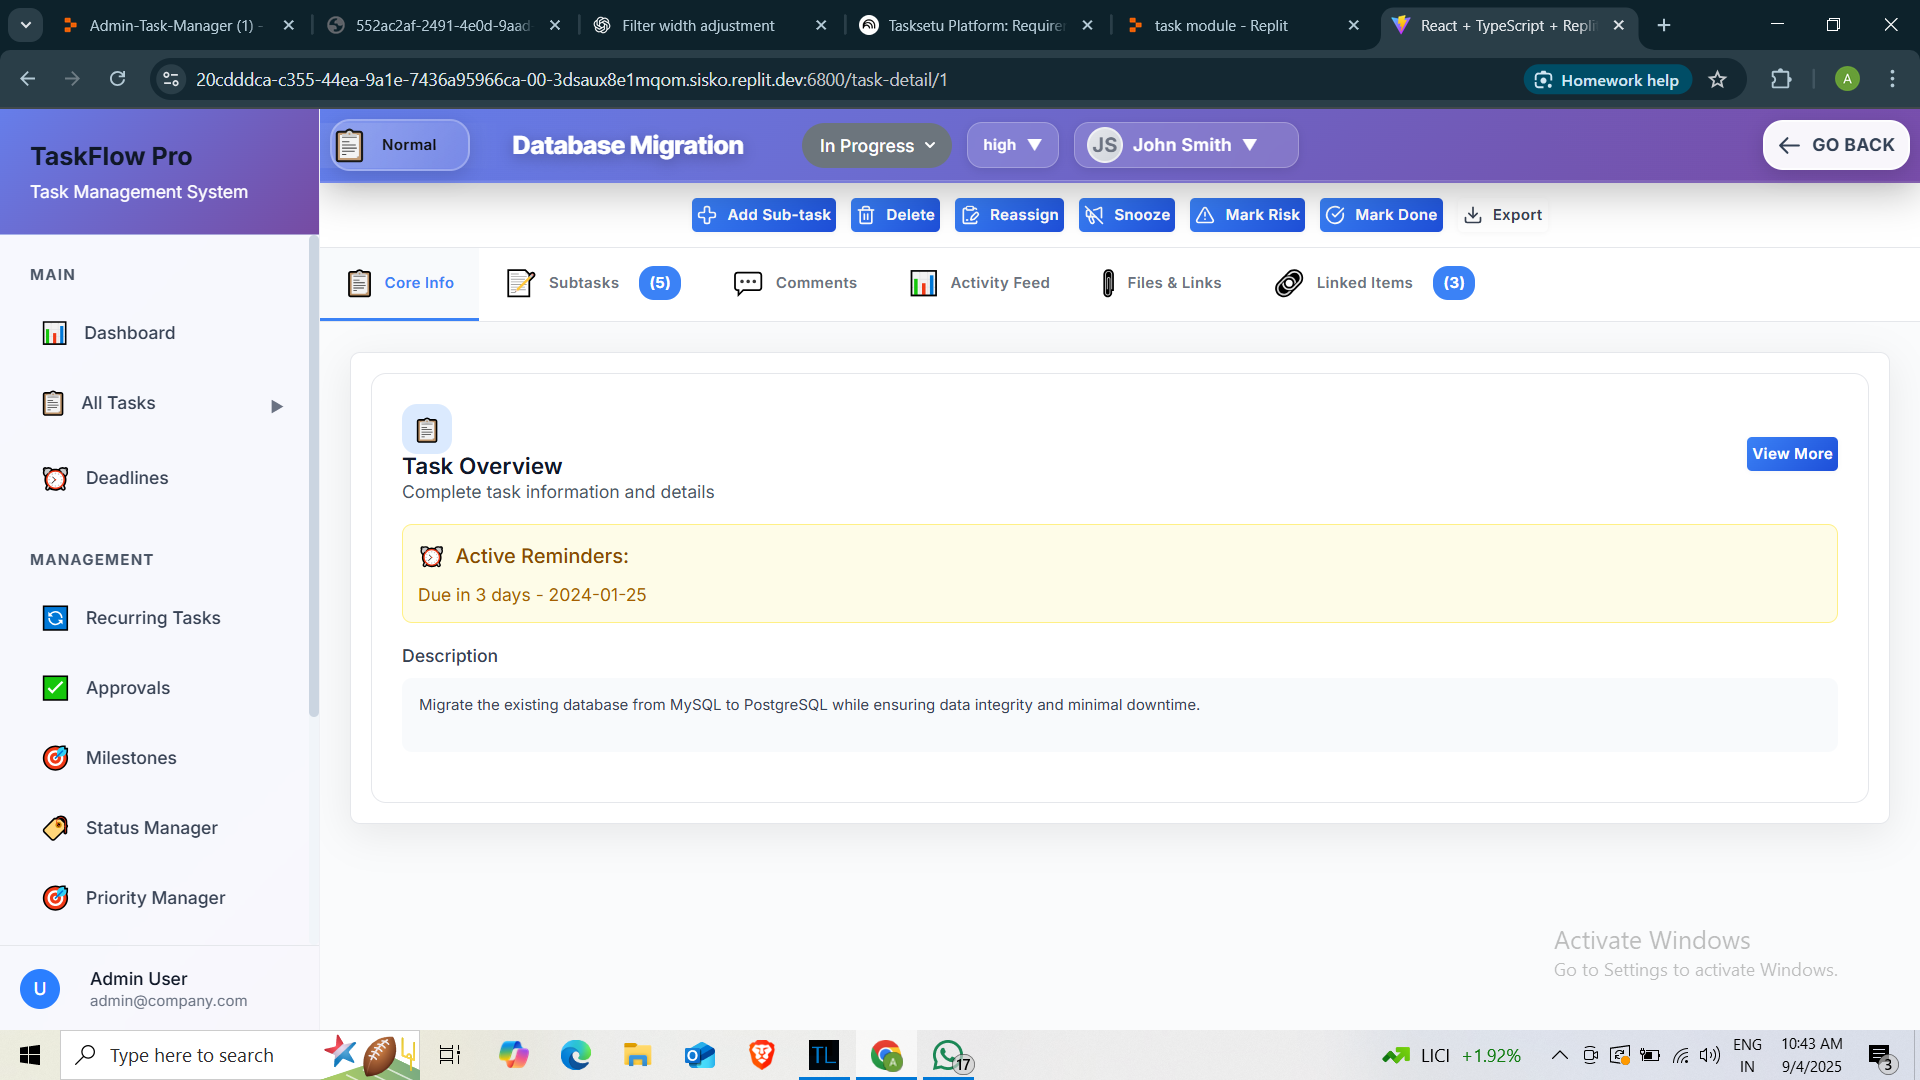 Admin-Task-Manager (1) -
552ac2af-2491-4e0d-9aad-
Filter width adjustment
Tasksetu Platform: Require
task module - Replit
React + TypeScript + Repli
20cdddca-c355-44ea-9a1e-7436a95966ca-00-3dsaux8e1mqom.sisko.replit.dev:6800/task-detail/1
Homework help
A
TaskFlow Pro
Task Management System
Normal
Database Migration
In Progress
high
JS John Smith
GO BACK
Add Sub-task
Delete
Reassign
Snooze
Mark Risk
Mark Done
Export
Core Info
Subtasks (5)
Comments
Activity Feed
Files & Links
Linked Items (3)
MAIN
Dashboard
All Tasks
Deadlines
MANAGEMENT
Recurring Tasks
Approvals
Milestones
Status Manager
Priority Manager
U
Admin User
admin@company.com
Task Overview
Complete task information and details
View More
Active Reminders:
Due in 3 days - 2024-01-25
Description
Migrate the existing database from MySQL to PostgreSQL while ensuring data integrity and minimal downtime.
Activate Windows
Go to Settings to activate Windows.
Type here to search
TL
A
17
LICI +1.92%
ENG
IN
10:43 AM
9/4/2025
3